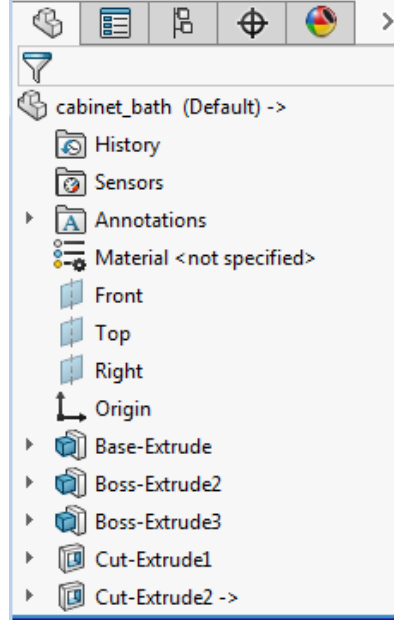 cabinet_bath (Default) ->
History
Sensors
A Annotations
Material <not specified>
Front
Top
Right
Origin
Base-Extrude
Boss-Extrude2
Boss-Extrude3
Cut-Extrude1
Cut-Extrude2 ->